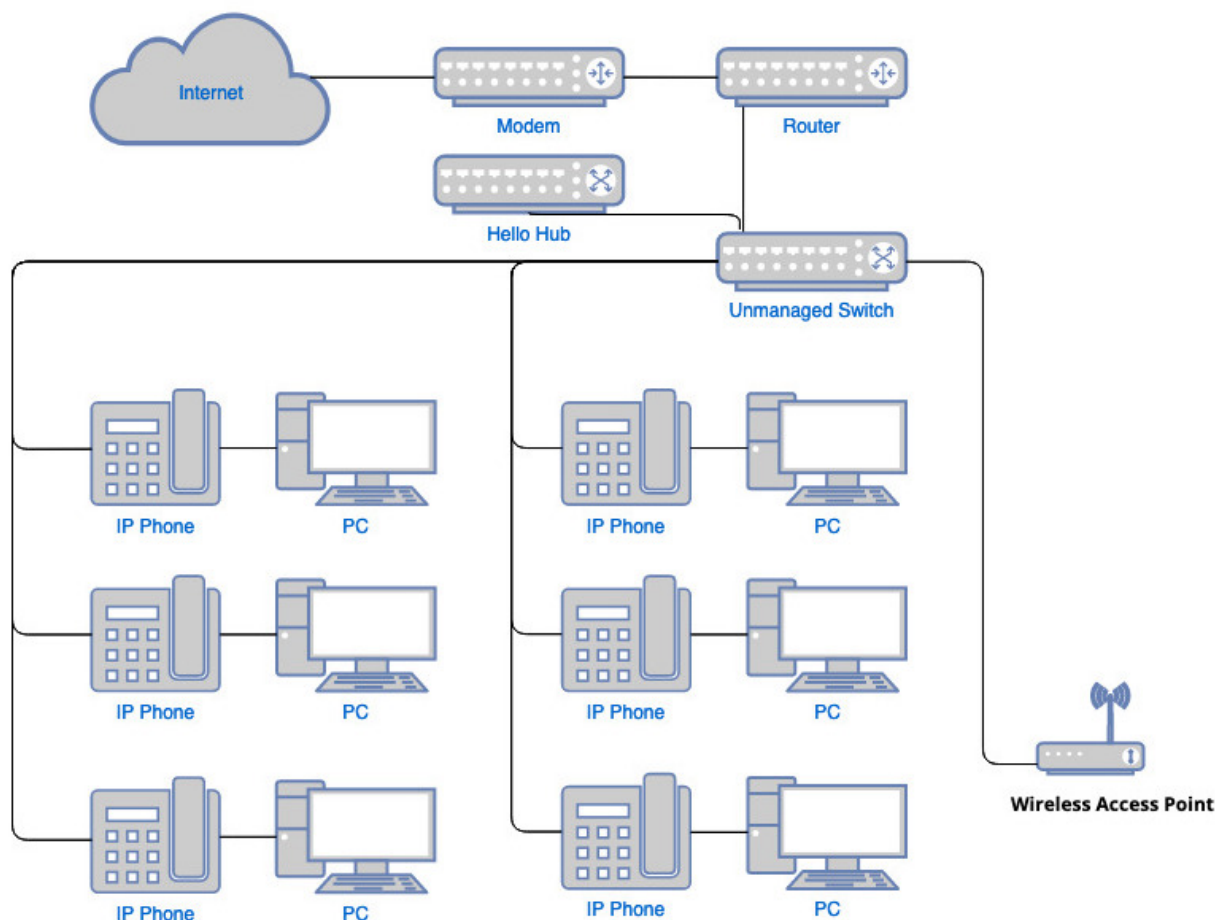 Internet
Modem
Router
Hello Hub
Unmanaged Switch
IP Phone
PC
IP Phone
PC
IP Phone
PC
IP Phone
PC
Wireless Access Point
IP Phone
PC
IP Phone
PC